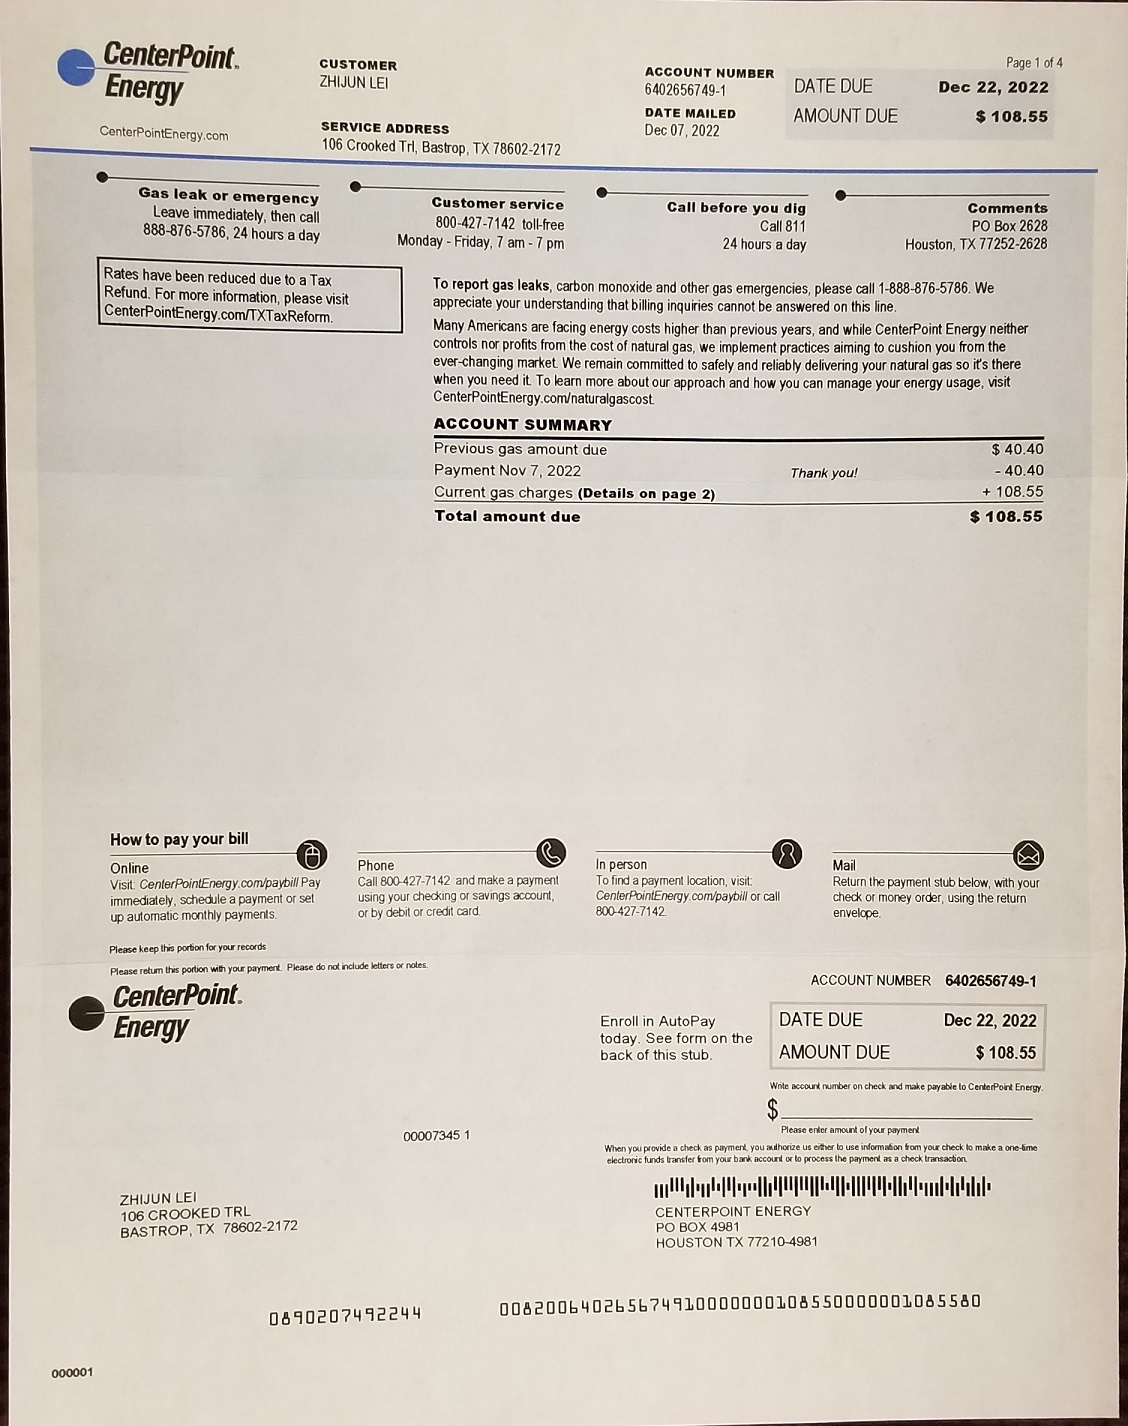 CenterPoint.
Energy
CenterPointEnergy.com
CUSTOMER
ZHIJUN LEI
SERVICE ADDRESS
106 Crooked Trl, Bastrop, TX 78602-2172
ACCOUNT NUMBER
6402656749-1
DATE MAILED
Dec 07, 2022
Page 1 of 4
DATE DUE Dec 22, 2022
AMOUNT DUE $ 108.55
Gas leak or emergency
Leave immediately, then call
888-876-5786, 24 hours a day
Customer service
800-427-7142 toll-free
Monday - Friday, 7 am - 7 pm
Call before you dig
Call 811
24 hours a day
Comments
PO Box 2628
Houston, TX 77252-2628
Rates have been reduced due to a Tax
Refund. For more information, please visit
CenterPointEnergy.com/TXTaxReform.
To report gas leaks, carbon monoxide and other gas emergencies, please call 1-888-876-5786. We
appreciate your understanding that billing inquiries cannot be answered on this line.
Many Americans are facing energy costs higher than previous years, and while CenterPoint Energy neither
controls nor profits from the cost of natural gas, we implement practices aiming to cushion you from the
ever-changing market. We remain committed to safely and reliably delivering your natural gas so it's there
when you need it. To learn more about our approach and how you can manage your energy usage, visit
CenterPointEnergy.com/naturalgascost.
ACCOUNT SUMMARY
Previous gas amount due $ 40.40
Payment Nov 7, 2022 Thank you! - 40.40
Current gas charges (Details on page 2) + 108.55
Total amount due $ 108.55
How to pay your bill
Online
Visit: CenterPointEnergy.com/paybill Pay
immediately, schedule a payment or set
up automatic monthly payments.
Phone
Call 800-427-7142 and make a payment
using your checking or savings account,
or by debit or credit card.
In person
To find a payment location, visit:
CenterPointEnergy.com/paybill or call
800-427-7142.
Mail
Return the payment stub below, with your
check or money order, using the return
envelope.
Please keep this portion for your records
Please return this portion with your payment. Please do not include letters or notes.
CenterPoint.
Energy
ACCOUNT NUMBER 6402656749-1
Enroll in AutoPay
today. See form on the
back of this stub.
DATE DUE Dec 22, 2022
AMOUNT DUE $ 108.55
Write account number on check and make payable to CenterPoint Energy.
$
Please enter amount of your payment
00007345 1
When you provide a check as payment, you authorize us either to use information from your check to make a one-time
electronic funds transfer from your bank account or to process the payment as a check transaction.
ZHIJUN LEI
106 CROOKED TRL
BASTROP, TX 78602-2172
CENTERPOINT ENERGY
PO BOX 4981
HOUSTON TX 77210-4981
0890207492244
008200640265674910000000108550000001085580
000001